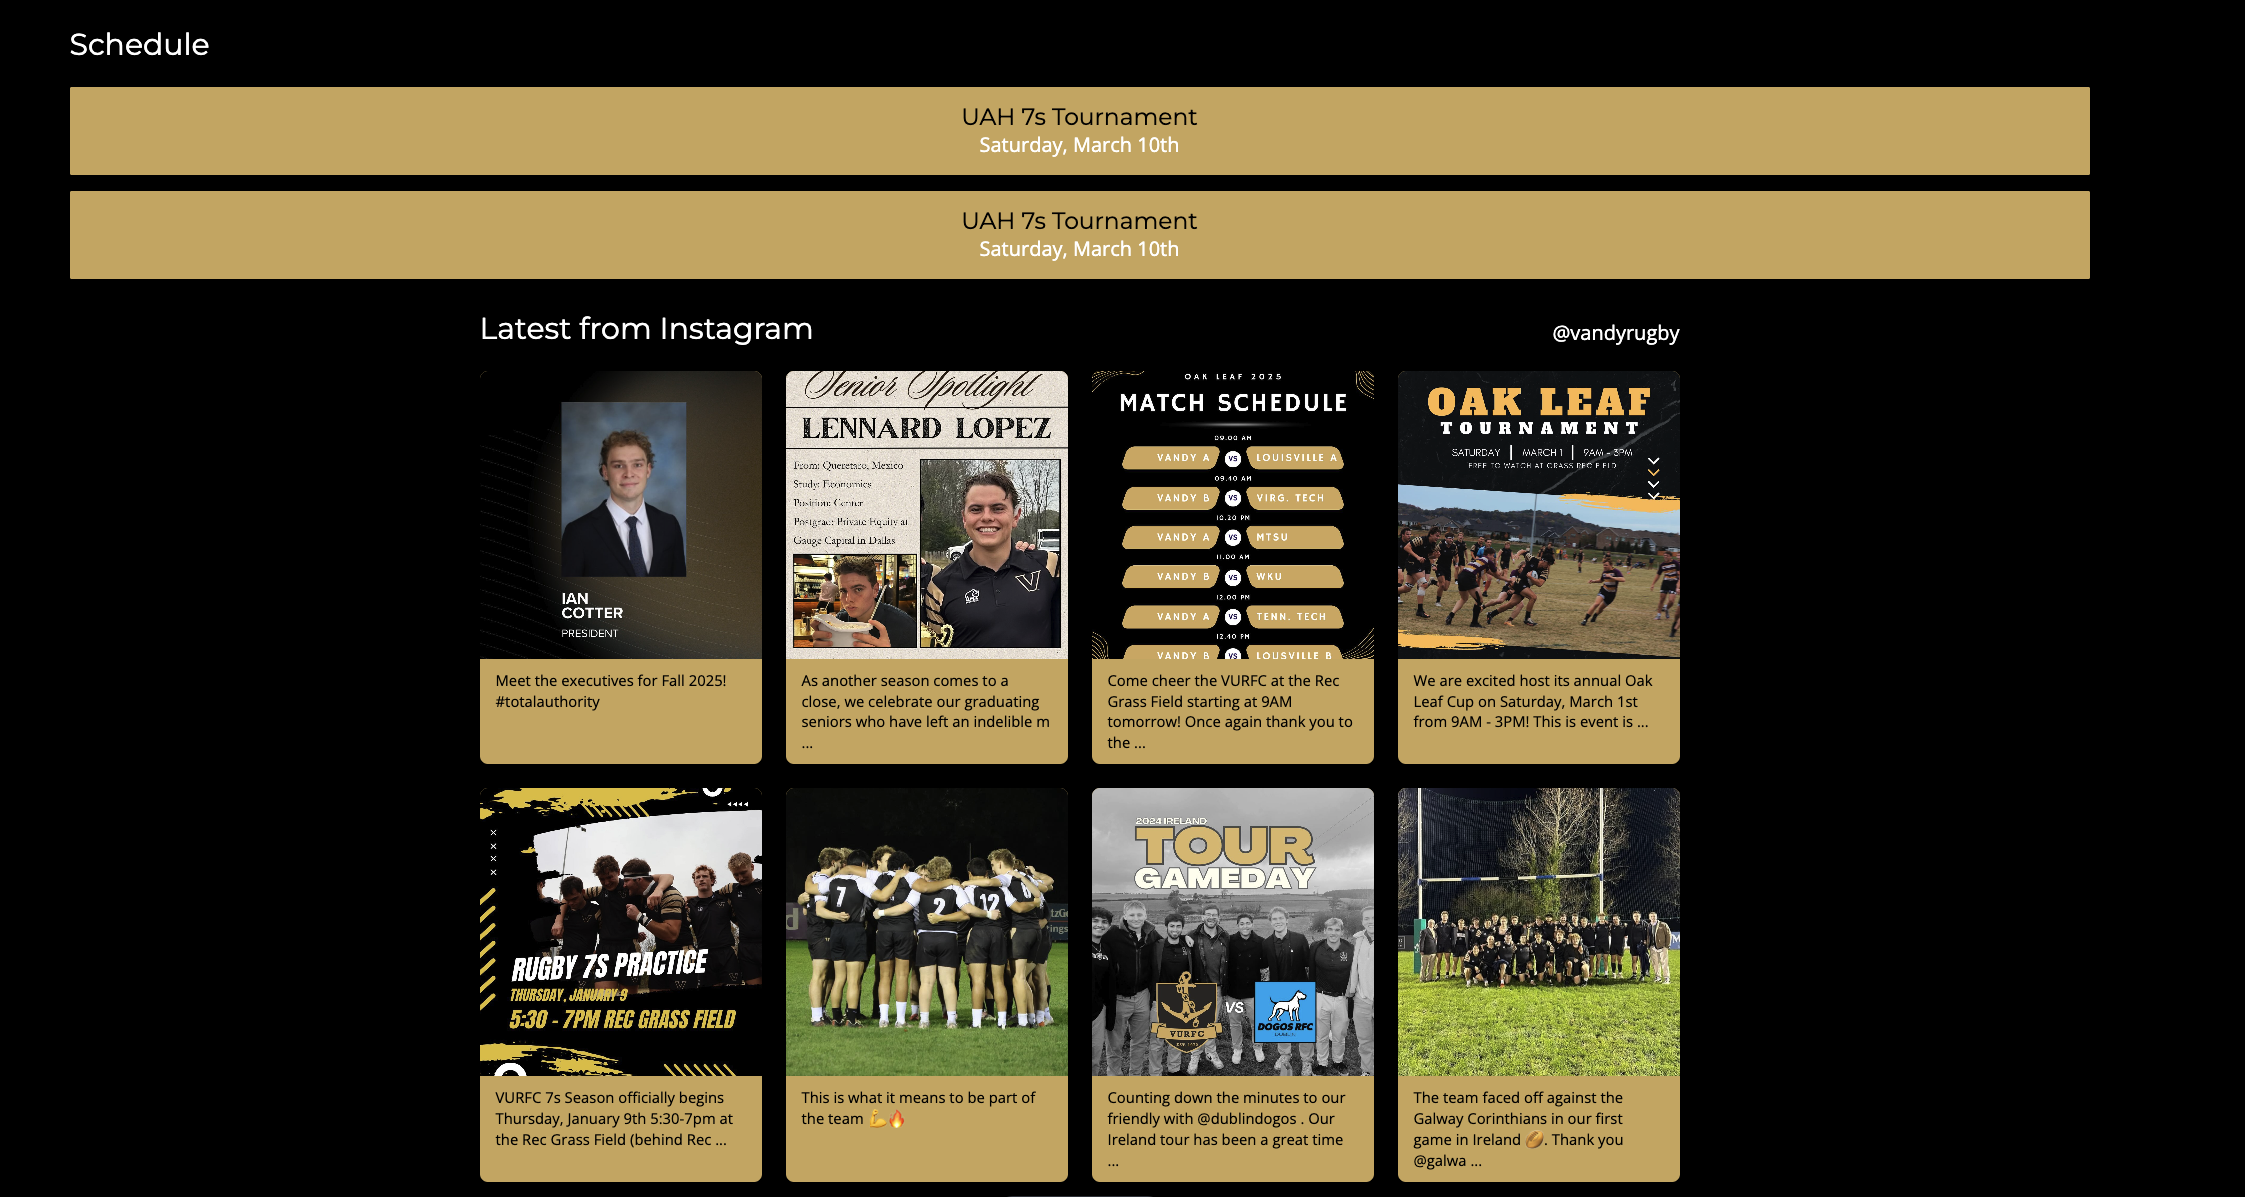 Schedule
UAH 7s Tournament
Saturday, March 10th
UAH 7s Tournament
Saturday, March 10th
Latest from Instagram
@vandyrugby
IAN
COTTER
PRESIDENT
Meet the executives for Fall 2025!
#totalauthority
Senior Spotlight
LENNARD LOPEZ
From: Queretaro, Mexico
Study: Economics
Position: Center
Postgrad: Private Equity at
Gauge Capital in Dallas
As another season comes to a
close, we celebrate our graduating
seniors who have left an indelible m
...
OAK LEAF 2025
MATCH SCHEDULE
09.00 AM
VANDY A VS LOUISVILLE A
09.40 AM
VANDY B VS VIRG. TECH
10.20 PM
VANDY A VS MTSU
11.00 AM
VANDY B VS WKU
12.00 PM
VANDY A VS TENN. TECH
12.40 PM
VANDY B VS LOUSVILLE B
Come cheer the VURFC at the Rec
Grass Field starting at 9AM
tomorrow! Once again thank you to
the ...
OAK LEAF
TOURNAMENT
SATURDAY | MARCH 1 | 9AM - 3PM
FREE TO WATCH AT GRASS REC FIELD
We are excited host its annual Oak
Leaf Cup on Saturday, March 1st
from 9AM - 3PM! This is event is ...
RUGBY 7S PRACTICE
THURSDAY, JANUARY 9
5:30 - 7PM REC GRASS FIELD
VURFC 7s Season officially begins
Thursday, January 9th 5:30-7pm at
the Rec Grass Field (behind Rec ...
7 2 12
This is what it means to be part of
the team 💪🔥
2024 IRELAND
TOUR
GAMEDAY
VURFC
VS
DOGOS RFC
Counting down the minutes to our
friendly with @dublindogos . Our
Ireland tour has been a great time
...
The team faced off against the
Galway Corinthians in our first
game in Ireland 🏉. Thank you
@galwa ...